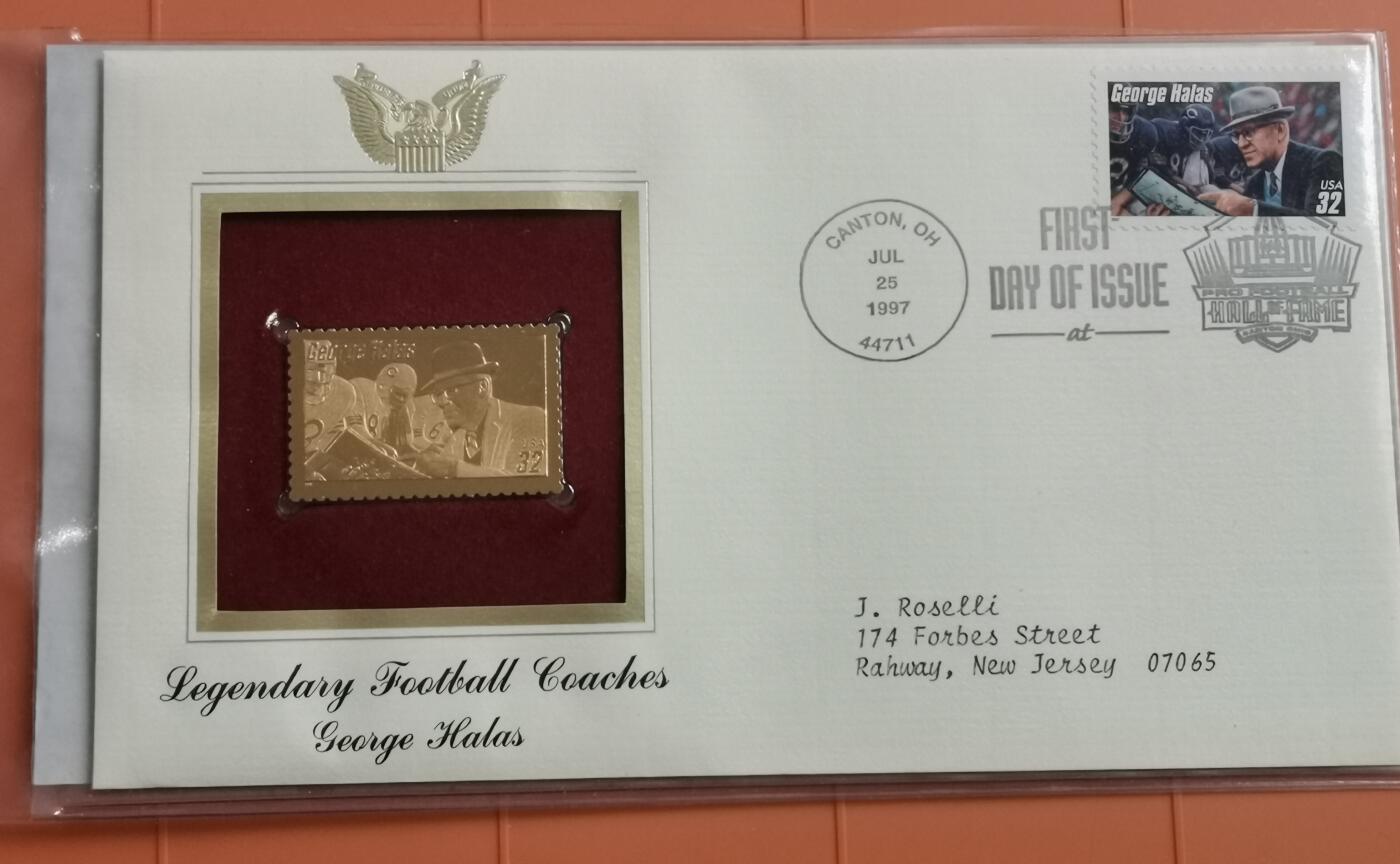 George Halas
USA
32
CANTON, OH
JUL
25
1997
44711
FIRST
DAY OF ISSUE
at
PRO FOOTBALL
HALL OF FAME
George Halas
USA
32
J. Roselli
174 Forbes Street
Rahway, New Jersey 07065
Legendary Football Coaches
George Halas